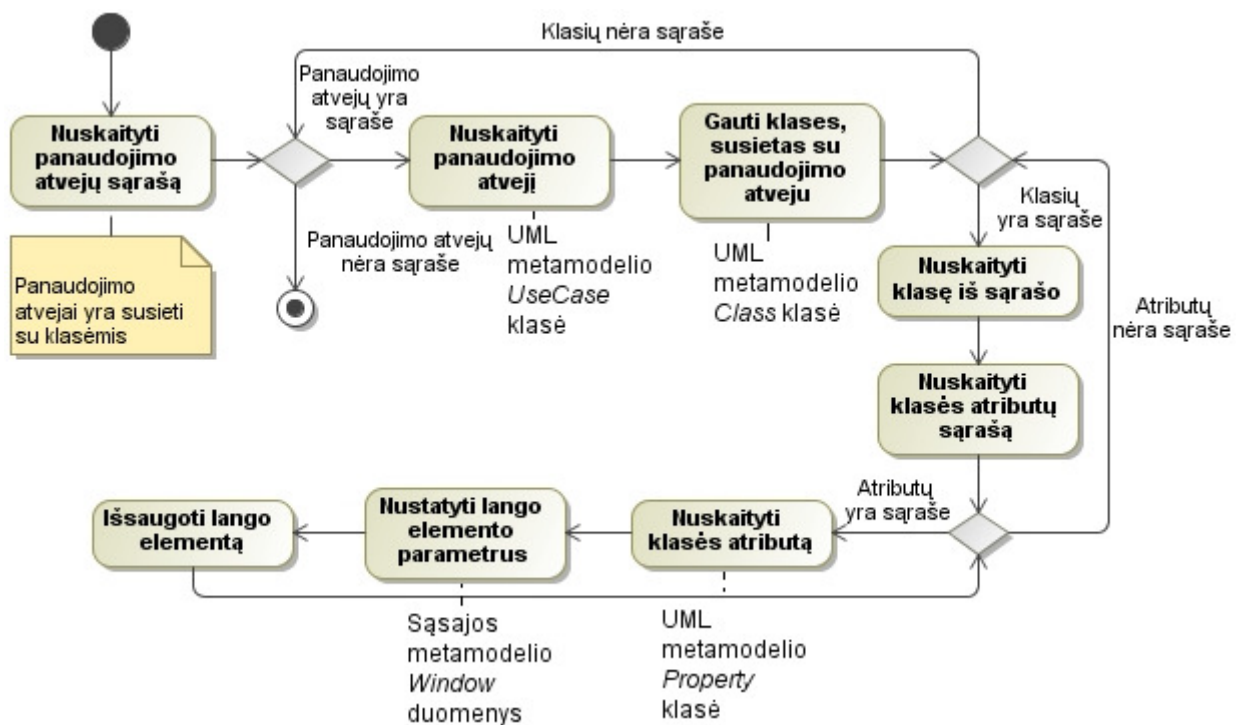 Klasių nėra sąraše
Panaudojimo
atvejų yra
sąraše
Nuskaityti
panaudojimo
atvejų sąrašą
Nuskaityti
panaudojimo
atvejį
Gauti klases,
susietas su
panaudojimo
atveju
Klasių
yra sąraše
Panaudojimo atvejų
nėra sąraše
UML
metamodelio
UseCase
klasė
UML
metamodelio
Class klasė
Nuskaityti
klasę iš sąrašo
Panaudojimo
atvejai yra susieti
su klasėmis
Atributų
nėra sąraše
Nuskaityti
klasės atributų
sąrašą
Atributų
yra sąraše
Išsaugoti lango
elementą
Nustatyti lango
elemento
parametrus
Nuskaityti
klasės atributą
Sąsajos
metamodelio
Window
duomenys
UML
metamodelio
Property
klasė